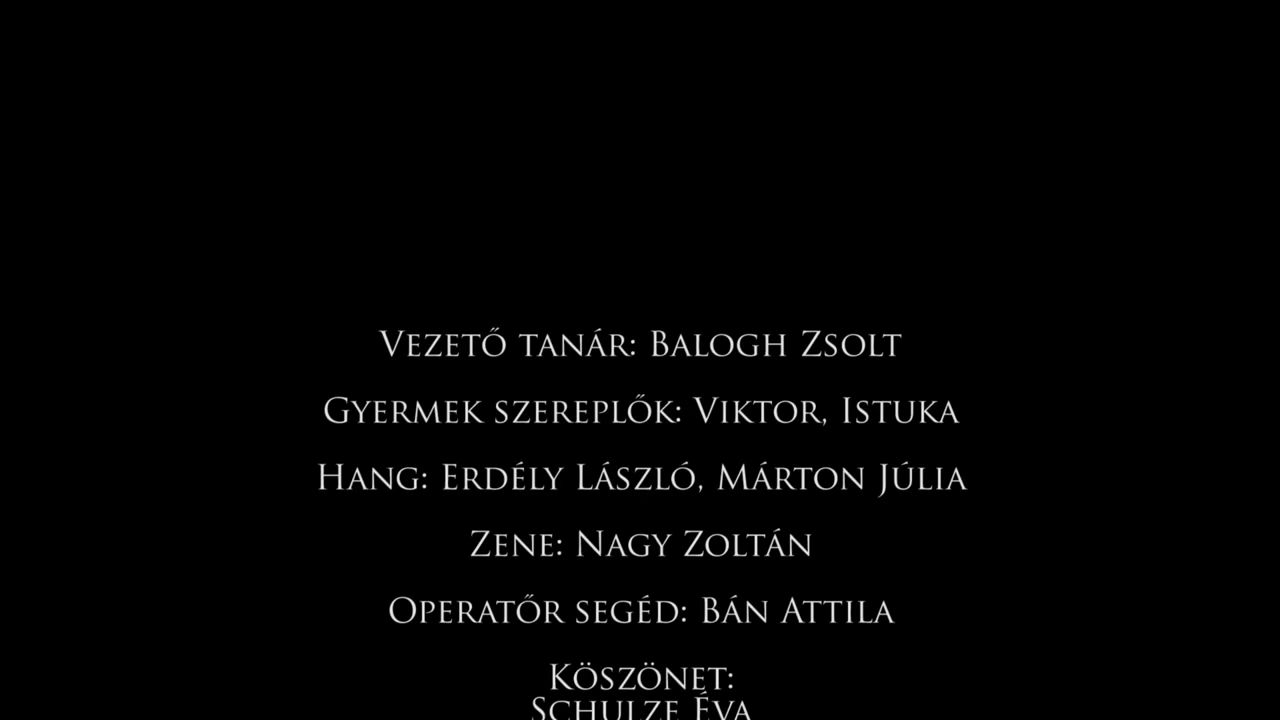 Vezető tanár: Balogh Zsolt
Gyermek szereplők: Viktor, Istuka
Hang: Erdély László, Márton Júlia
Zene: Nagy Zoltán
Operatőr segéd: Bán Attila
Köszönet:
Schulze Éva